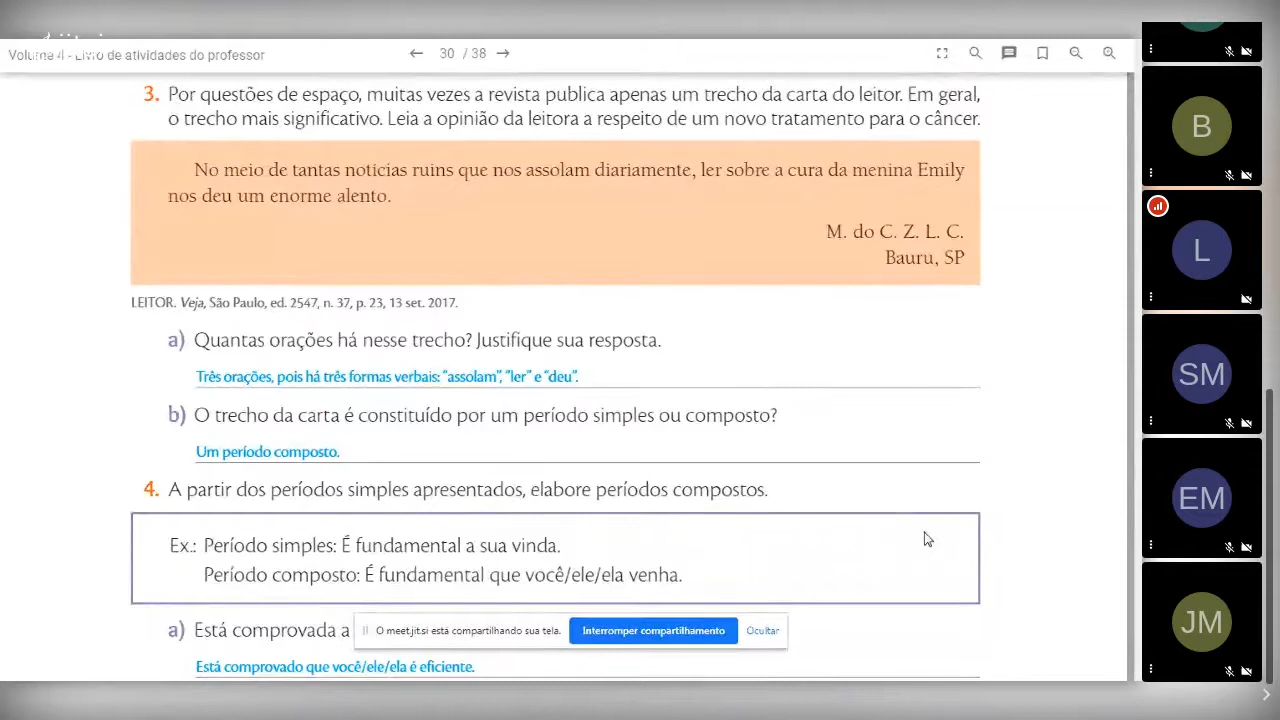 Volume 4 - Livro de atividades do professor
30 / 38
3. Por questões de espaço, muitas vezes a revista publica apenas um trecho da carta do leitor. Em geral,
o trecho mais significativo. Leia a opinião da leitora a respeito de um novo tratamento para o câncer.
No meio de tantas notícias ruins que nos assolam diariamente, ler sobre a cura da menina Emily
nos deu um enorme alento.
M. do C. Z. L. C.
Bauru, SP
LEITOR. Veja, São Paulo, ed. 2547, n. 37, p. 23, 13 set. 2017.
a) Quantas orações há nesse trecho? Justifique sua resposta.
Três orações, pois há três formas verbais: “assolam”, “ler” e “deu”.
b) O trecho da carta é constituído por um período simples ou composto?
Um período composto.
4. A partir dos períodos simples apresentados, elabore períodos compostos.
Ex.: Período simples: É fundamental a sua vinda.
Período composto: É fundamental que você/ele/ela venha.
a) Está comprovada a
O meet.jit.si está compartilhando sua tela.
Interromper compartilhamento
Ocultar
Está comprovado que você/ele/ela é eficiente.
B
L
SM
EM
JM